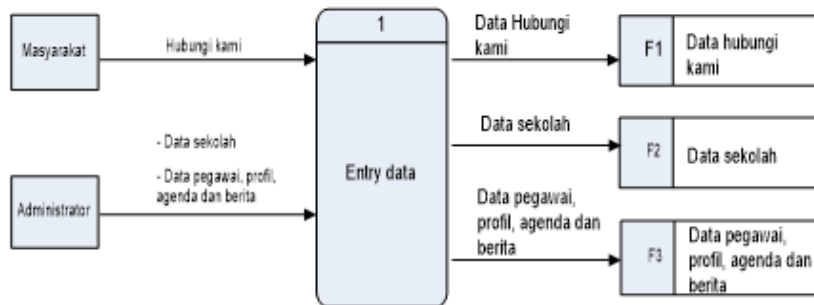 Masyarakat
Hubungi kami
1
Data Hubungi
kami
F1
Data hubungi
kami
- Data sekolah
- Data pegawai, profil,
agenda dan berita
Administrator
Entry data
Data sekolah
F2
Data sekolah
Data pegawai,
profil, agenda dan
berita
F3
Data pegawai,
profil, agenda dan
berita